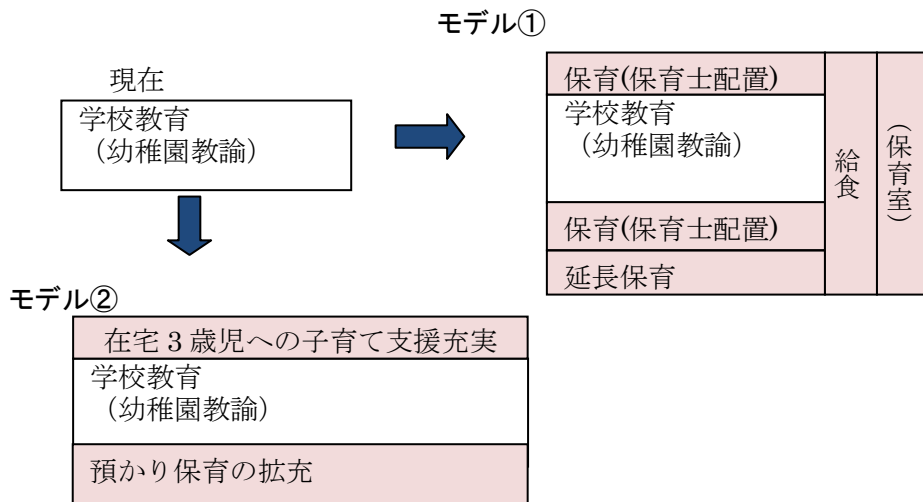 モデル①
現在
学校教育
（幼稚園教諭）
保育(保育士配置)
学校教育
（幼稚園教諭）
保育(保育士配置)
延長保育
給食
（保育室）
モデル②
在宅３歳児への子育て支援充実
学校教育
（幼稚園教諭）
預かり保育の拡充